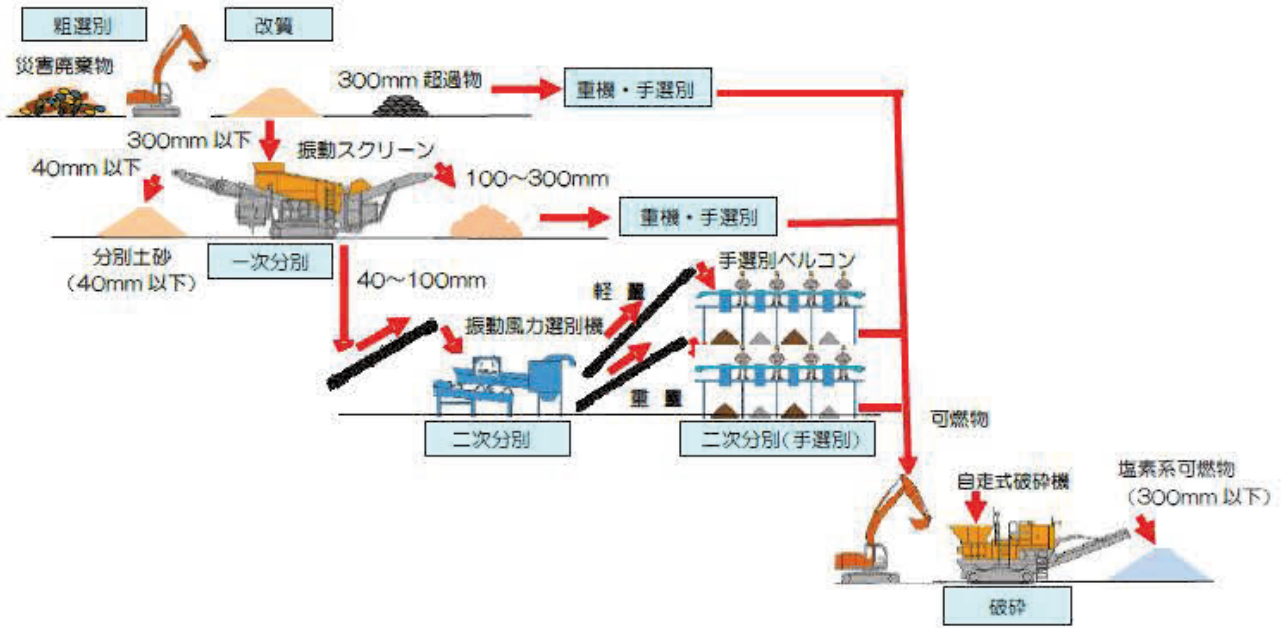 粗選別
改質
災害廃棄物
300mm 超過物
重機・手選別
300mm 以下
振動スクリーン
40mm 以下
100〜300mm
重機・手選別
分別土砂
（40mm 以下）
一次分別
40〜100mm
軽量
手選別ベルコン
振動風力選別機
重量
二次分別
二次分別（手選別）
可燃物
自走式破砕機
塩素系可燃物
（300mm 以下）
破砕